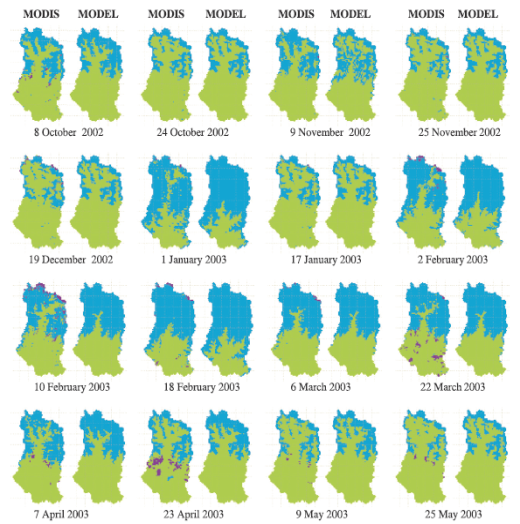 MODIS MODEL MODIS MODEL MODIS MODEL MODIS MODEL
8 October 2002 24 October 2002 9 November 2002 25 November 2002
19 December 2002 1 January 2003 17 January 2003 2 February 2003
10 February 2003 18 February 2003 6 March 2003 22 March 2003
7 April 2003 23 April 2003 9 May 2003 25 May 2003